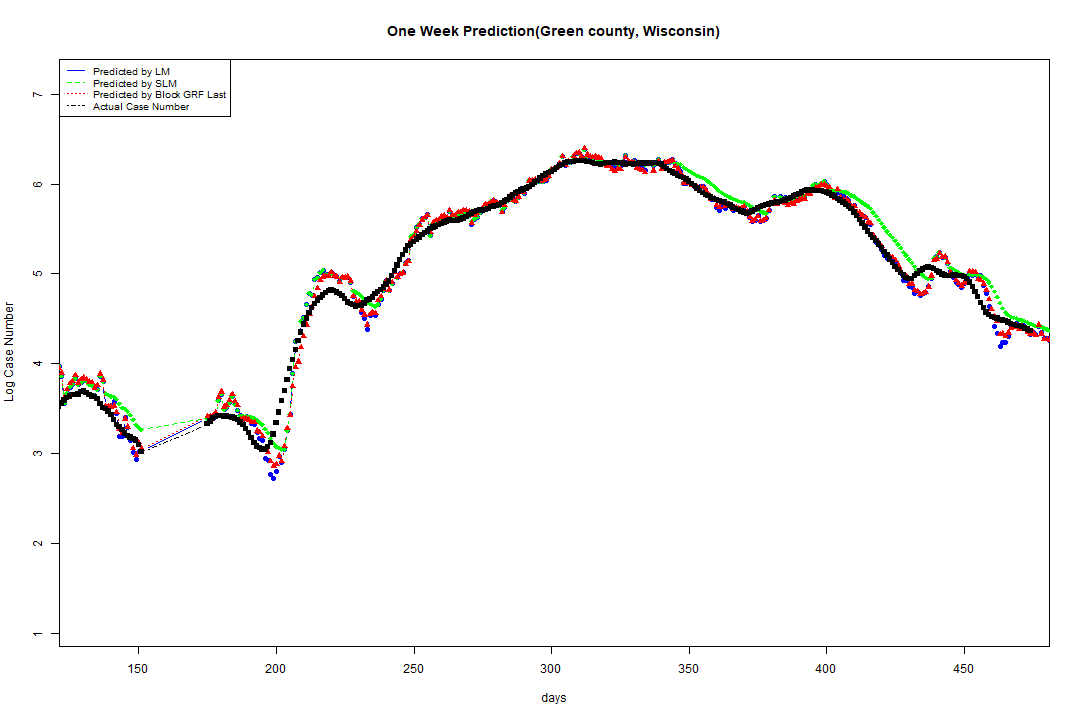 One Week Prediction(Green county, Wisconsin)
Predicted by LM
Predicted by SLM
Predicted by Block GRF Last
Actual Case Number
Log Case Number
7
6
5
4
3
2
1
150 200 250 300 350 400 450
days